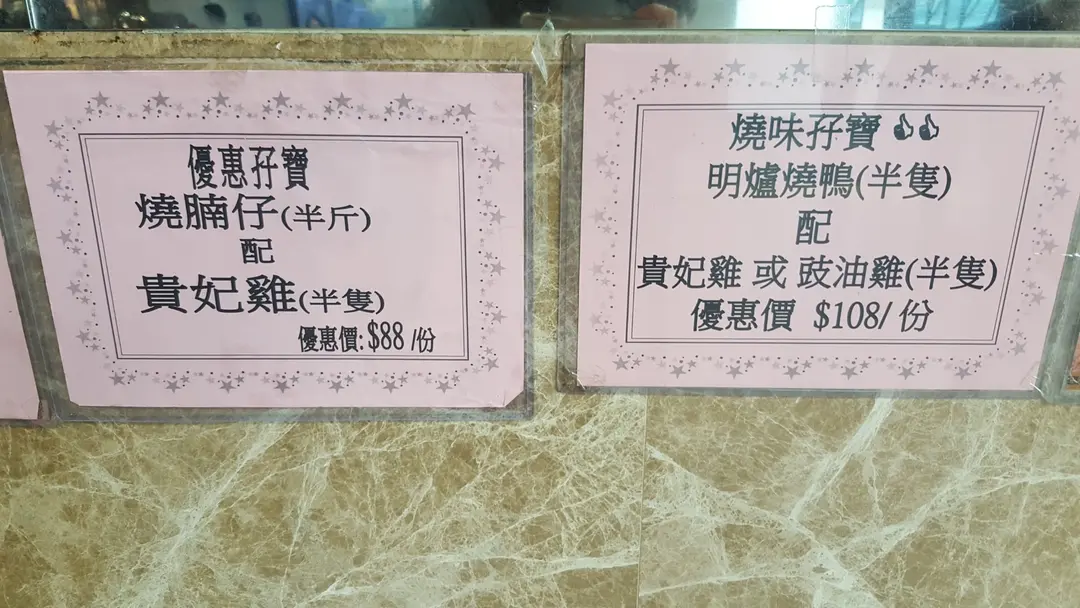 優惠孖寶
燒腩仔(半斤)
配
貴妃雞(半隻)
優惠價:$88/份
燒味孖寶👍👍
明爐燒鴨(半隻)
配
貴妃雞 或 豉油雞(半隻)
優惠價 $108/份